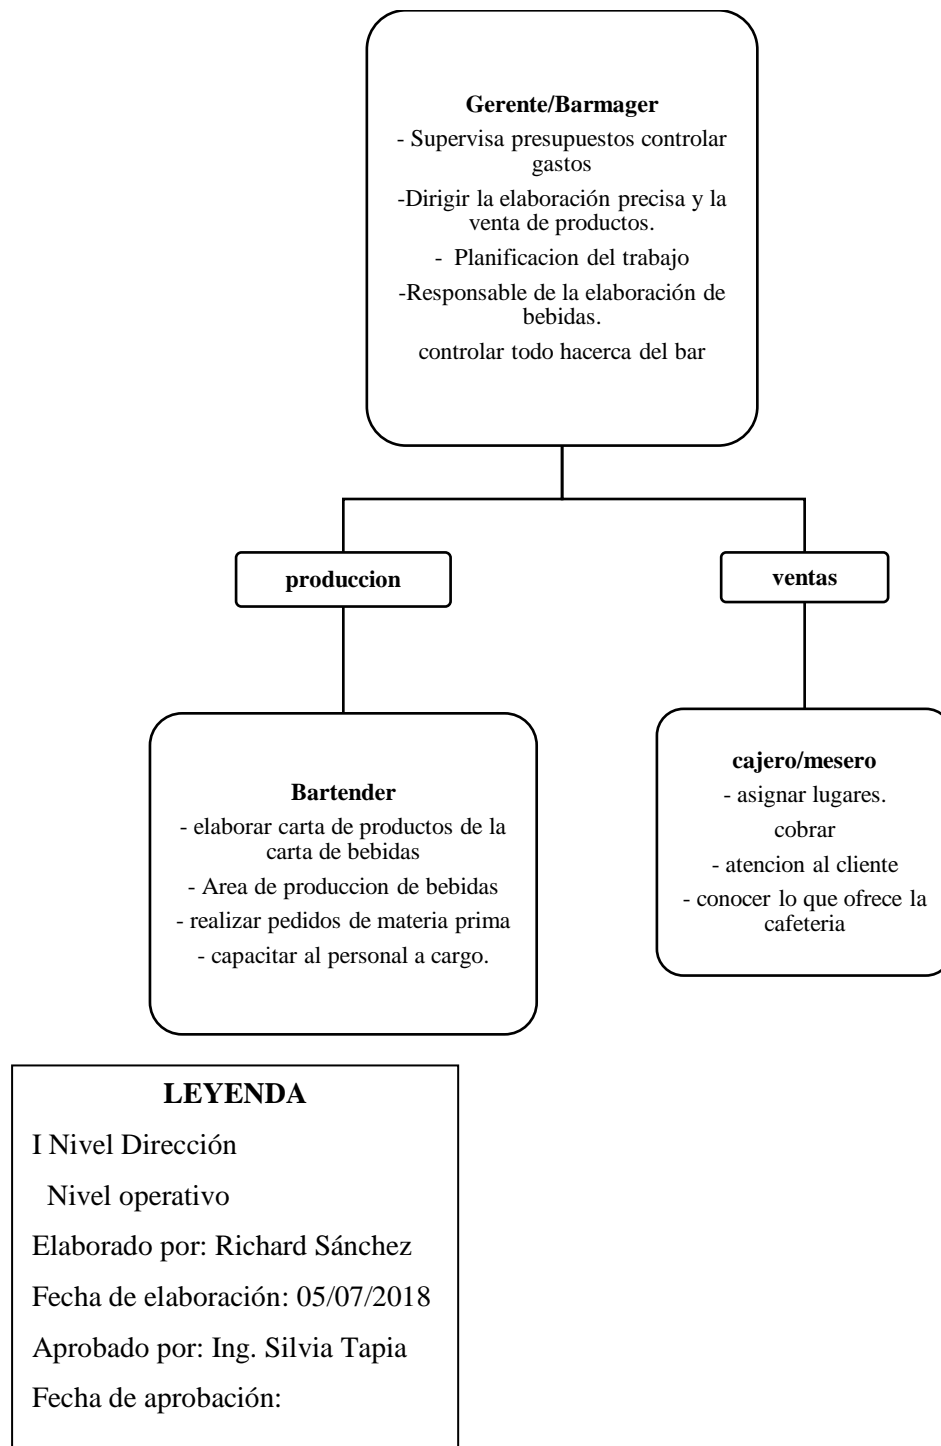 Gerente/Barmager
- Supervisa presupuestos controlar
gastos
-Dirigir la elaboración precisa y la
venta de productos.
- Planificacion del trabajo
-Responsable de la elaboración de
bebidas.
controlar todo hacerca del bar
produccion
ventas
Bartender
- elaborar carta de productos de la
carta de bebidas
- Area de produccion de bebidas
- realizar pedidos de materia prima
- capacitar al personal a cargo.
cajero/mesero
- asignar lugares.
cobrar
- atencion al cliente
- conocer lo que ofrece la
cafeteria
LEYENDA
I Nivel Dirección
Nivel operativo
Elaborado por: Richard Sánchez
Fecha de elaboración: 05/07/2018
Aprobado por: Ing. Silvia Tapia
Fecha de aprobación: